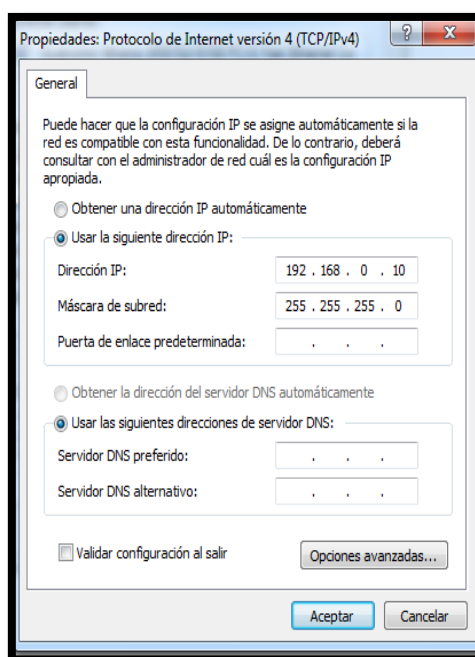 Propiedades: Protocolo de Internet versión 4 (TCP/IPv4)
General
Puede hacer que la configuración IP se asigne automáticamente si la
red es compatible con esta funcionalidad. De lo contrario, deberá
consultar con el administrador de red cuál es la configuración IP
apropiada.
Obtener una dirección IP automáticamente
Usar la siguiente dirección IP:
Dirección IP: 192 . 168 . 0 . 10
Máscara de subred: 255 . 255 . 255 . 0
Puerta de enlace predeterminada: . . .
Obtener la dirección del servidor DNS automáticamente
Usar las siguientes direcciones de servidor DNS:
Servidor DNS preferido: . . .
Servidor DNS alternativo: . . .
Validar configuración al salir
Opciones avanzadas...
Aceptar
Cancelar